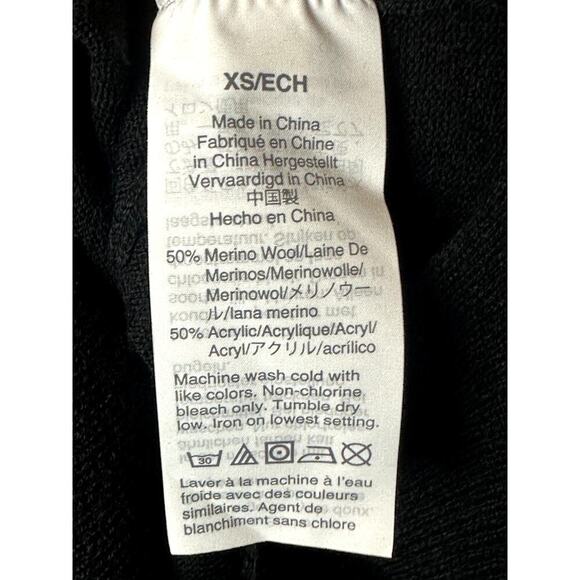 XS/ECH
Made in China
Fabriqué en Chine
in China Hergestellt
Vervaardigd in China
中国製
Hecho en China
50% Merino Wool/Laine De
Merinos/Merinowolle/
Merinowol/メリノウー
ル/lana merino
50% Acrylic/Acrylique/Acryl/
Acryl/アクリル/acrílico
Machine wash cold with
like colors. Non-chlorine
bleach only. Tumble dry
low. Iron on lowest setting.
30
Laver à la machine à l'eau
froide avec des couleurs
similaires. Agent de
blanchiment sans chlore